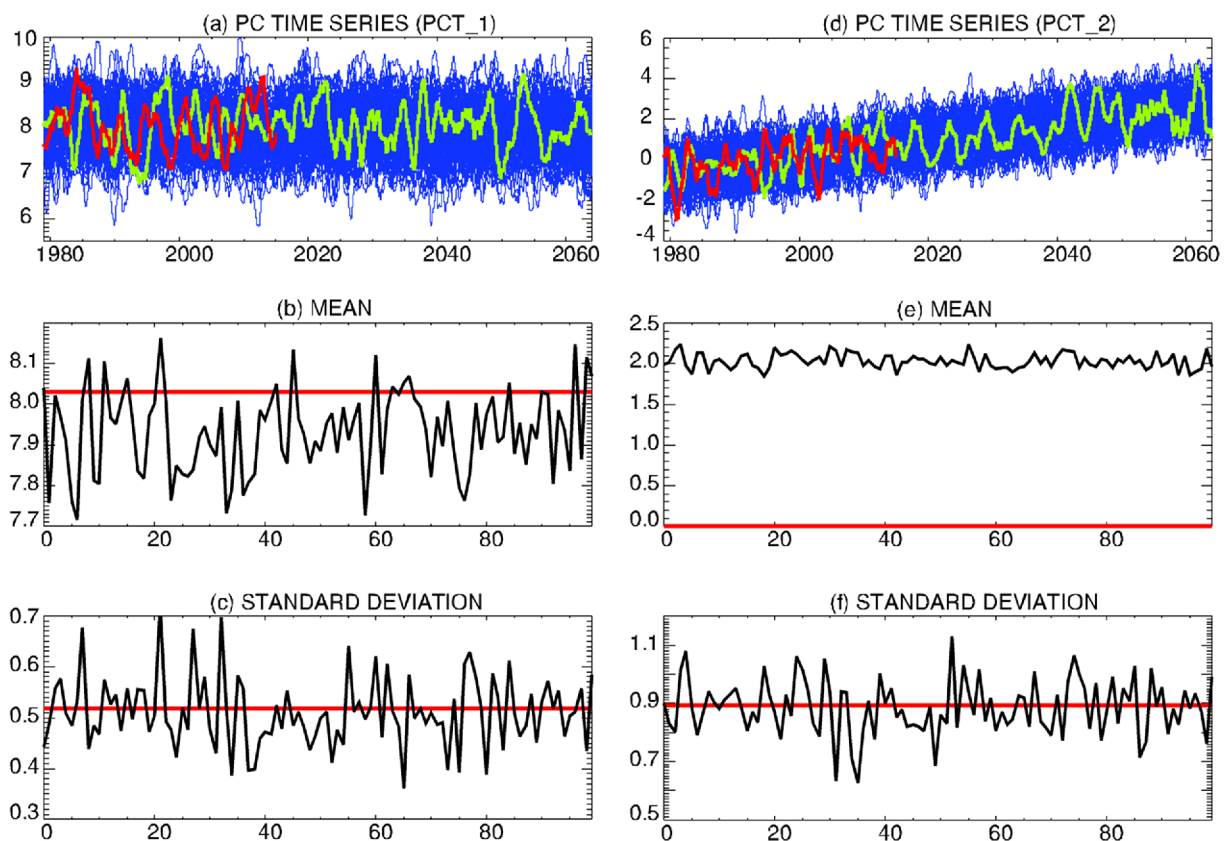 (a) PC TIME SERIES (PCT_1)
10
9
8
7
6
1980 2000 2020 2040 2060
(b) MEAN
8.1
8.0
7.9
7.8
7.7
0 20 40 60 80
(c) STANDARD DEVIATION
0.7
0.6
0.5
0.4
0.3
0 20 40 60 80
(d) PC TIME SERIES (PCT_2)
6
4
2
0
-2
-4
1980 2000 2020 2040 2060
(e) MEAN
2.5
2.0
1.5
1.0
0.5
0.0
0 20 40 60 80
(f) STANDARD DEVIATION
1.1
0.9
0.7
0.5
0 20 40 60 80